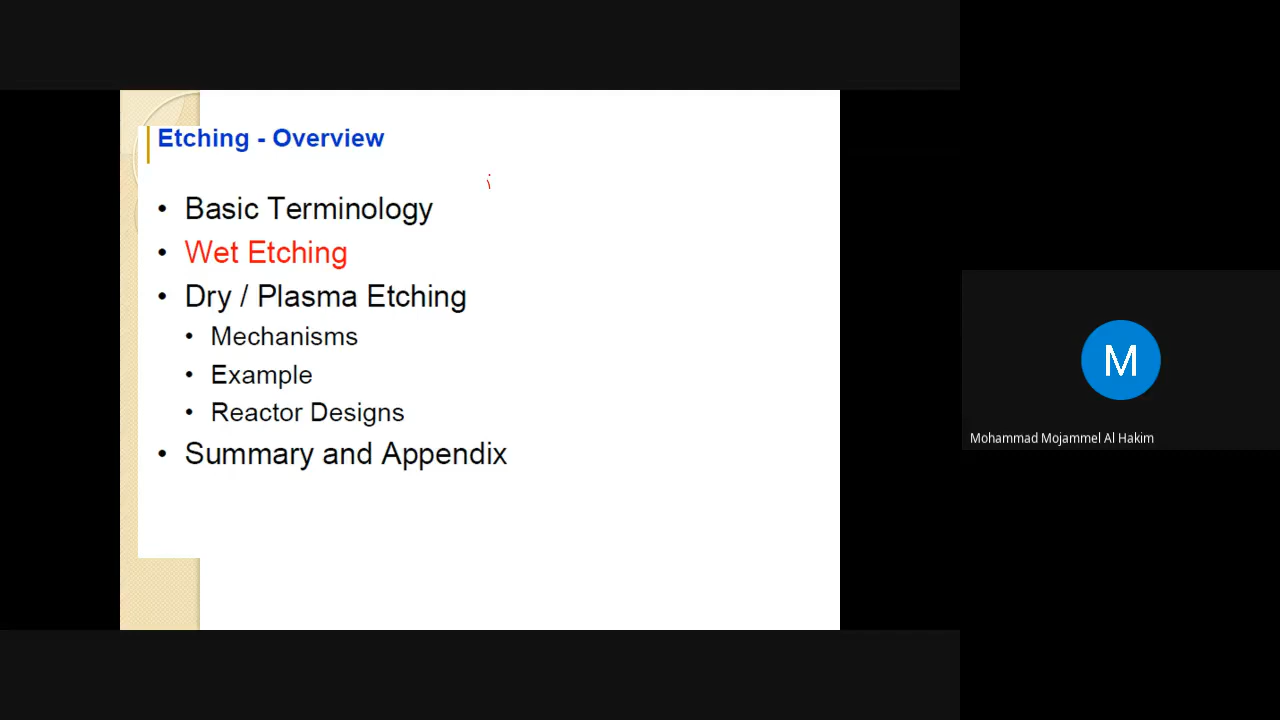 Etching - Overview
• Basic Terminology
• Wet Etching
• Dry / Plasma Etching
• Mechanisms
• Example
• Reactor Designs
• Summary and Appendix
M
Mohammad Mojammel Al Hakim